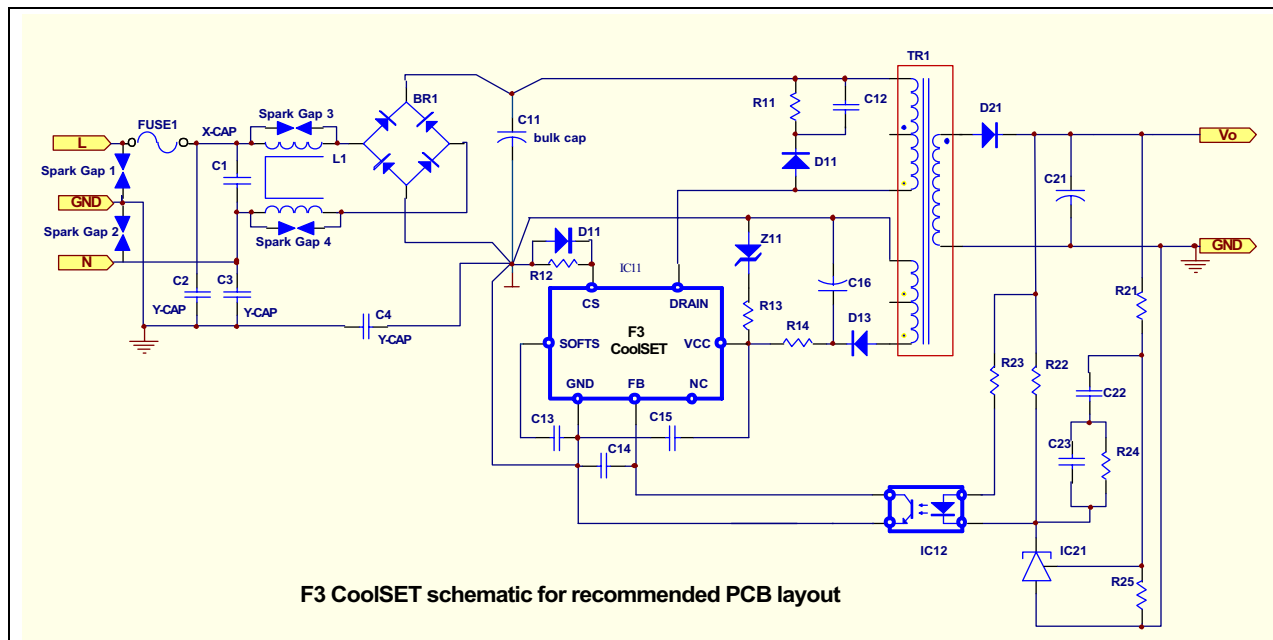 TR1
BR1
R11
C12
C11
bulk cap
D21
Spark Gap 3
FUSE1
X-CAP
L
Vo
L1
D11
Spark Gap 1
C1
C21
GND
Spark Gap 2
Spark Gap 4
D11
Z11
GND
N
R12
IC11
C16
C2
C3
CS
DRAIN
R13
R21
Y-CAP
Y-CAP
C4
Y-CAP
F3
CoolSET
SOFTS
VCC
R14
D13
R23
R22
GND
FB
NC
C22
C13
C15
C14
C23
R24
IC12
IC21
R25
F3 CoolSET schematic for recommended PCB layout